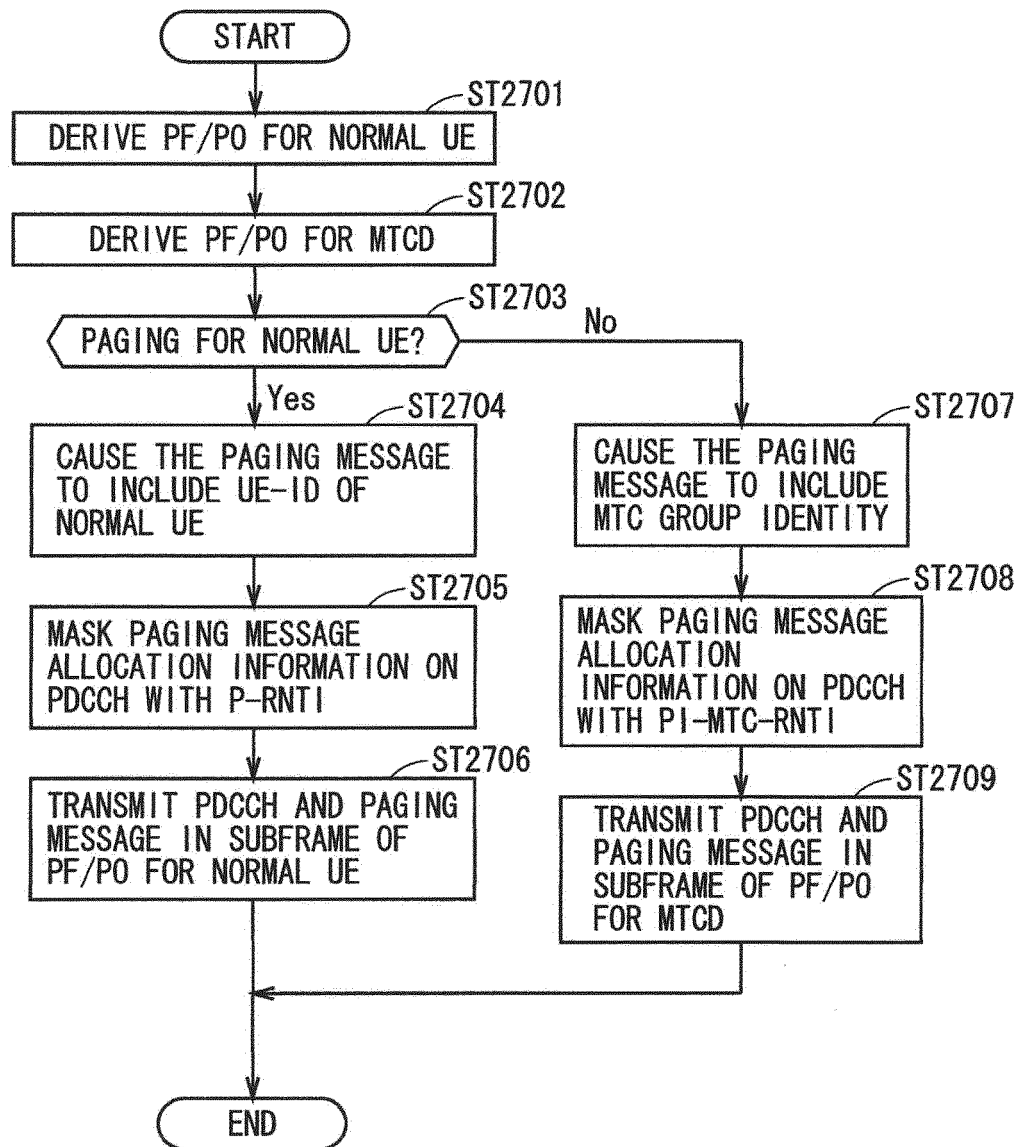 START
ST2701
DERIVE PF/PO FOR NORMAL UE
ST2702
DERIVE PF/PO FOR MTCD
ST2703
PAGING FOR NORMAL UE?
No
Yes
ST2704
CAUSE THE PAGING MESSAGE
TO INCLUDE UE-ID OF
NORMAL UE
ST2705
MASK PAGING MESSAGE
ALLOCATION INFORMATION ON
PDCCH WITH P-RNTI
ST2706
TRANSMIT PDCCH AND PAGING
MESSAGE IN SUBFRAME OF
PF/PO FOR NORMAL UE
ST2707
CAUSE THE PAGING
MESSAGE TO INCLUDE
MTC GROUP IDENTITY
ST2708
MASK PAGING MESSAGE
ALLOCATION
INFORMATION ON PDCCH
WITH PI-MTC-RNTI
ST2709
TRANSMIT PDCCH AND
PAGING MESSAGE IN
SUBFRAME OF PF/PO
FOR MTCD
END